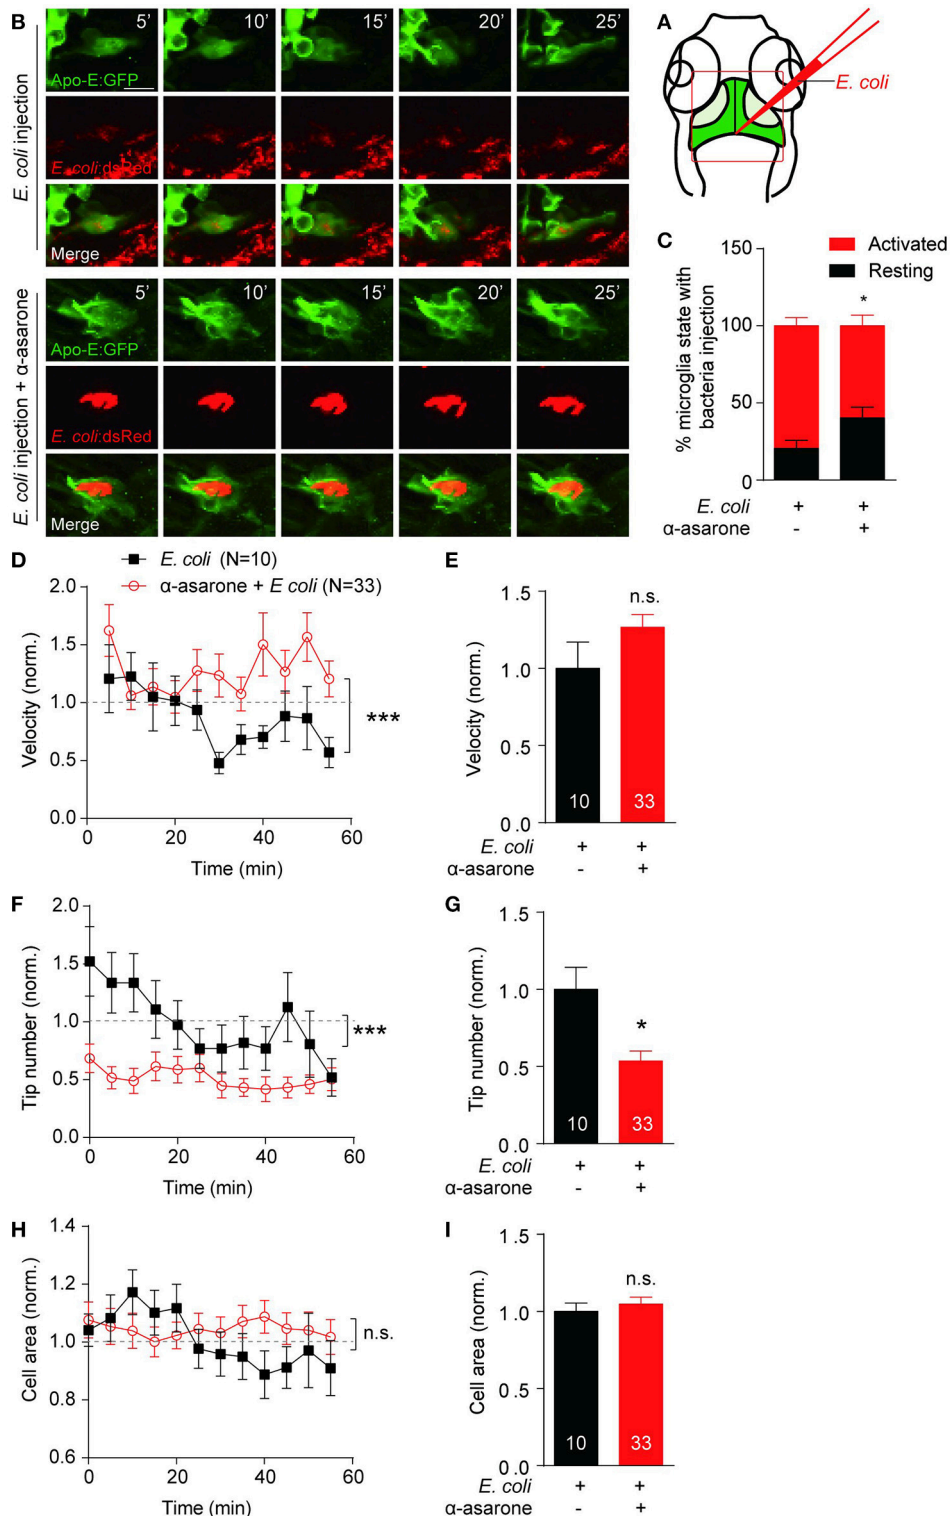 B
5’ 10’ 15’ 20’ 25’
E. coli injection
Apo-E:GFP
E. coli:dsRed
Merge
5’ 10’ 15’ 20’ 25’
E. coli injection + α-asarone
Apo-E:GFP
E. coli:dsRed
Merge
A
E. coli
C
Activated
Resting
% microglia state with
bacteria injection
150
100
50
0
*
E. coli + +
α-asarone - +
D
E. coli (N=10)
α-asarone + E coli (N=33)
Velocity (norm.)
2.0
1.5
1.0
0.5
0.0
***
0 20 40 60
Time (min)
E
Velocity (norm.)
1.5
1.0
0.5
0.0
n.s.
10 33
E. coli + +
α-asarone - +
F
Tip number (norm.)
2.0
1.5
1.0
0.5
0.0
***
0 20 40 60
Time (min)
G
Tip number (norm.)
1.5
1.0
0.5
0.0
*
10 33
E. coli + +
α-asarone - +
H
Cell area (norm.)
1.4
1.2
1.0
0.8
0.6
n.s.
0 20 40 60
Time (min)
I
Cell area (norm.)
1.5
1.0
0.5
0.0
n.s.
10 33
E. coli + +
α-asarone - +